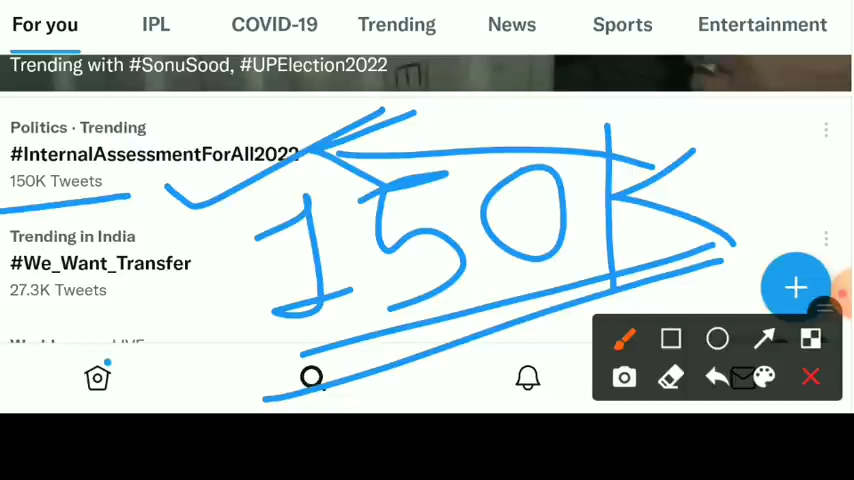 For you IPL COVID-19 Trending News Sports Entertainment
Trending with #SonuSood, #UPElection2022
Politics · Trending
#InternalAssessmentForAll2022
150K Tweets
150K
Trending in India
#We_Want_Transfer
27.3K Tweets